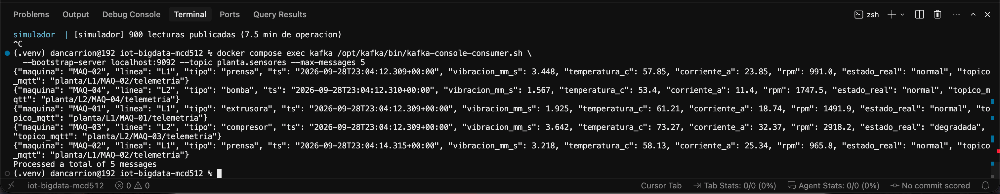 Problems Output Debug Console Terminal Ports Query Results zsh
simulador | [simulador] 900 lecturas publicadas (7.5 min de operacion)
^C
(.venv) dancarrion@192 iot-bigdata-mcd512 % docker compose exec kafka /opt/kafka/bin/kafka-console-consumer.sh \
--bootstrap-server localhost:9092 --topic planta.sensores --max-messages 5
{"maquina": "MAQ-02", "linea": "L1", "tipo": "prensa", "ts": "2026-09-28T23:04:12.309+00:00", "vibracion_mm_s": 3.448, "temperatura_c": 57.85, "corriente_a": 23.85, "rpm": 991.0, "estado_real": "normal", "topico
_mqtt": "planta/L1/MAQ-02/telemetria"}
{"maquina": "MAQ-04", "linea": "L2", "tipo": "bomba", "ts": "2026-09-28T23:04:12.310+00:00", "vibracion_mm_s": 1.567, "temperatura_c": 53.4, "corriente_a": 11.4, "rpm": 1747.5, "estado_real": "normal", "topico_m
qtt": "planta/L2/MAQ-04/telemetria"}
{"maquina": "MAQ-01", "linea": "L1", "tipo": "extrusora", "ts": "2026-09-28T23:04:12.309+00:00", "vibracion_mm_s": 1.925, "temperatura_c": 61.21, "corriente_a": 18.74, "rpm": 1491.9, "estado_real": "normal", "to
pico_mqtt": "planta/L1/MAQ-01/telemetria"}
{"maquina": "MAQ-03", "linea": "L2", "tipo": "compresor", "ts": "2026-09-28T23:04:12.309+00:00", "vibracion_mm_s": 3.642, "temperatura_c": 73.27, "corriente_a": 32.37, "rpm": 2918.2, "estado_real": "degradada",
"topico_mqtt": "planta/L2/MAQ-03/telemetria"}
{"maquina": "MAQ-02", "linea": "L1", "tipo": "prensa", "ts": "2026-09-28T23:04:14.315+00:00", "vibracion_mm_s": 3.218, "temperatura_c": 58.13, "corriente_a": 25.34, "rpm": 965.8, "estado_real": "normal", "topico
_mqtt": "planta/L1/MAQ-02/telemetria"}
Processed a total of 5 messages
(.venv) dancarrion@192 iot-bigdata-mcd512 %
iot-bigdata-mcd512 0 0 Cursor Tab Tab Stats: 0/0 (0%) Agent Stats: 0/0 (0%) No commit scored